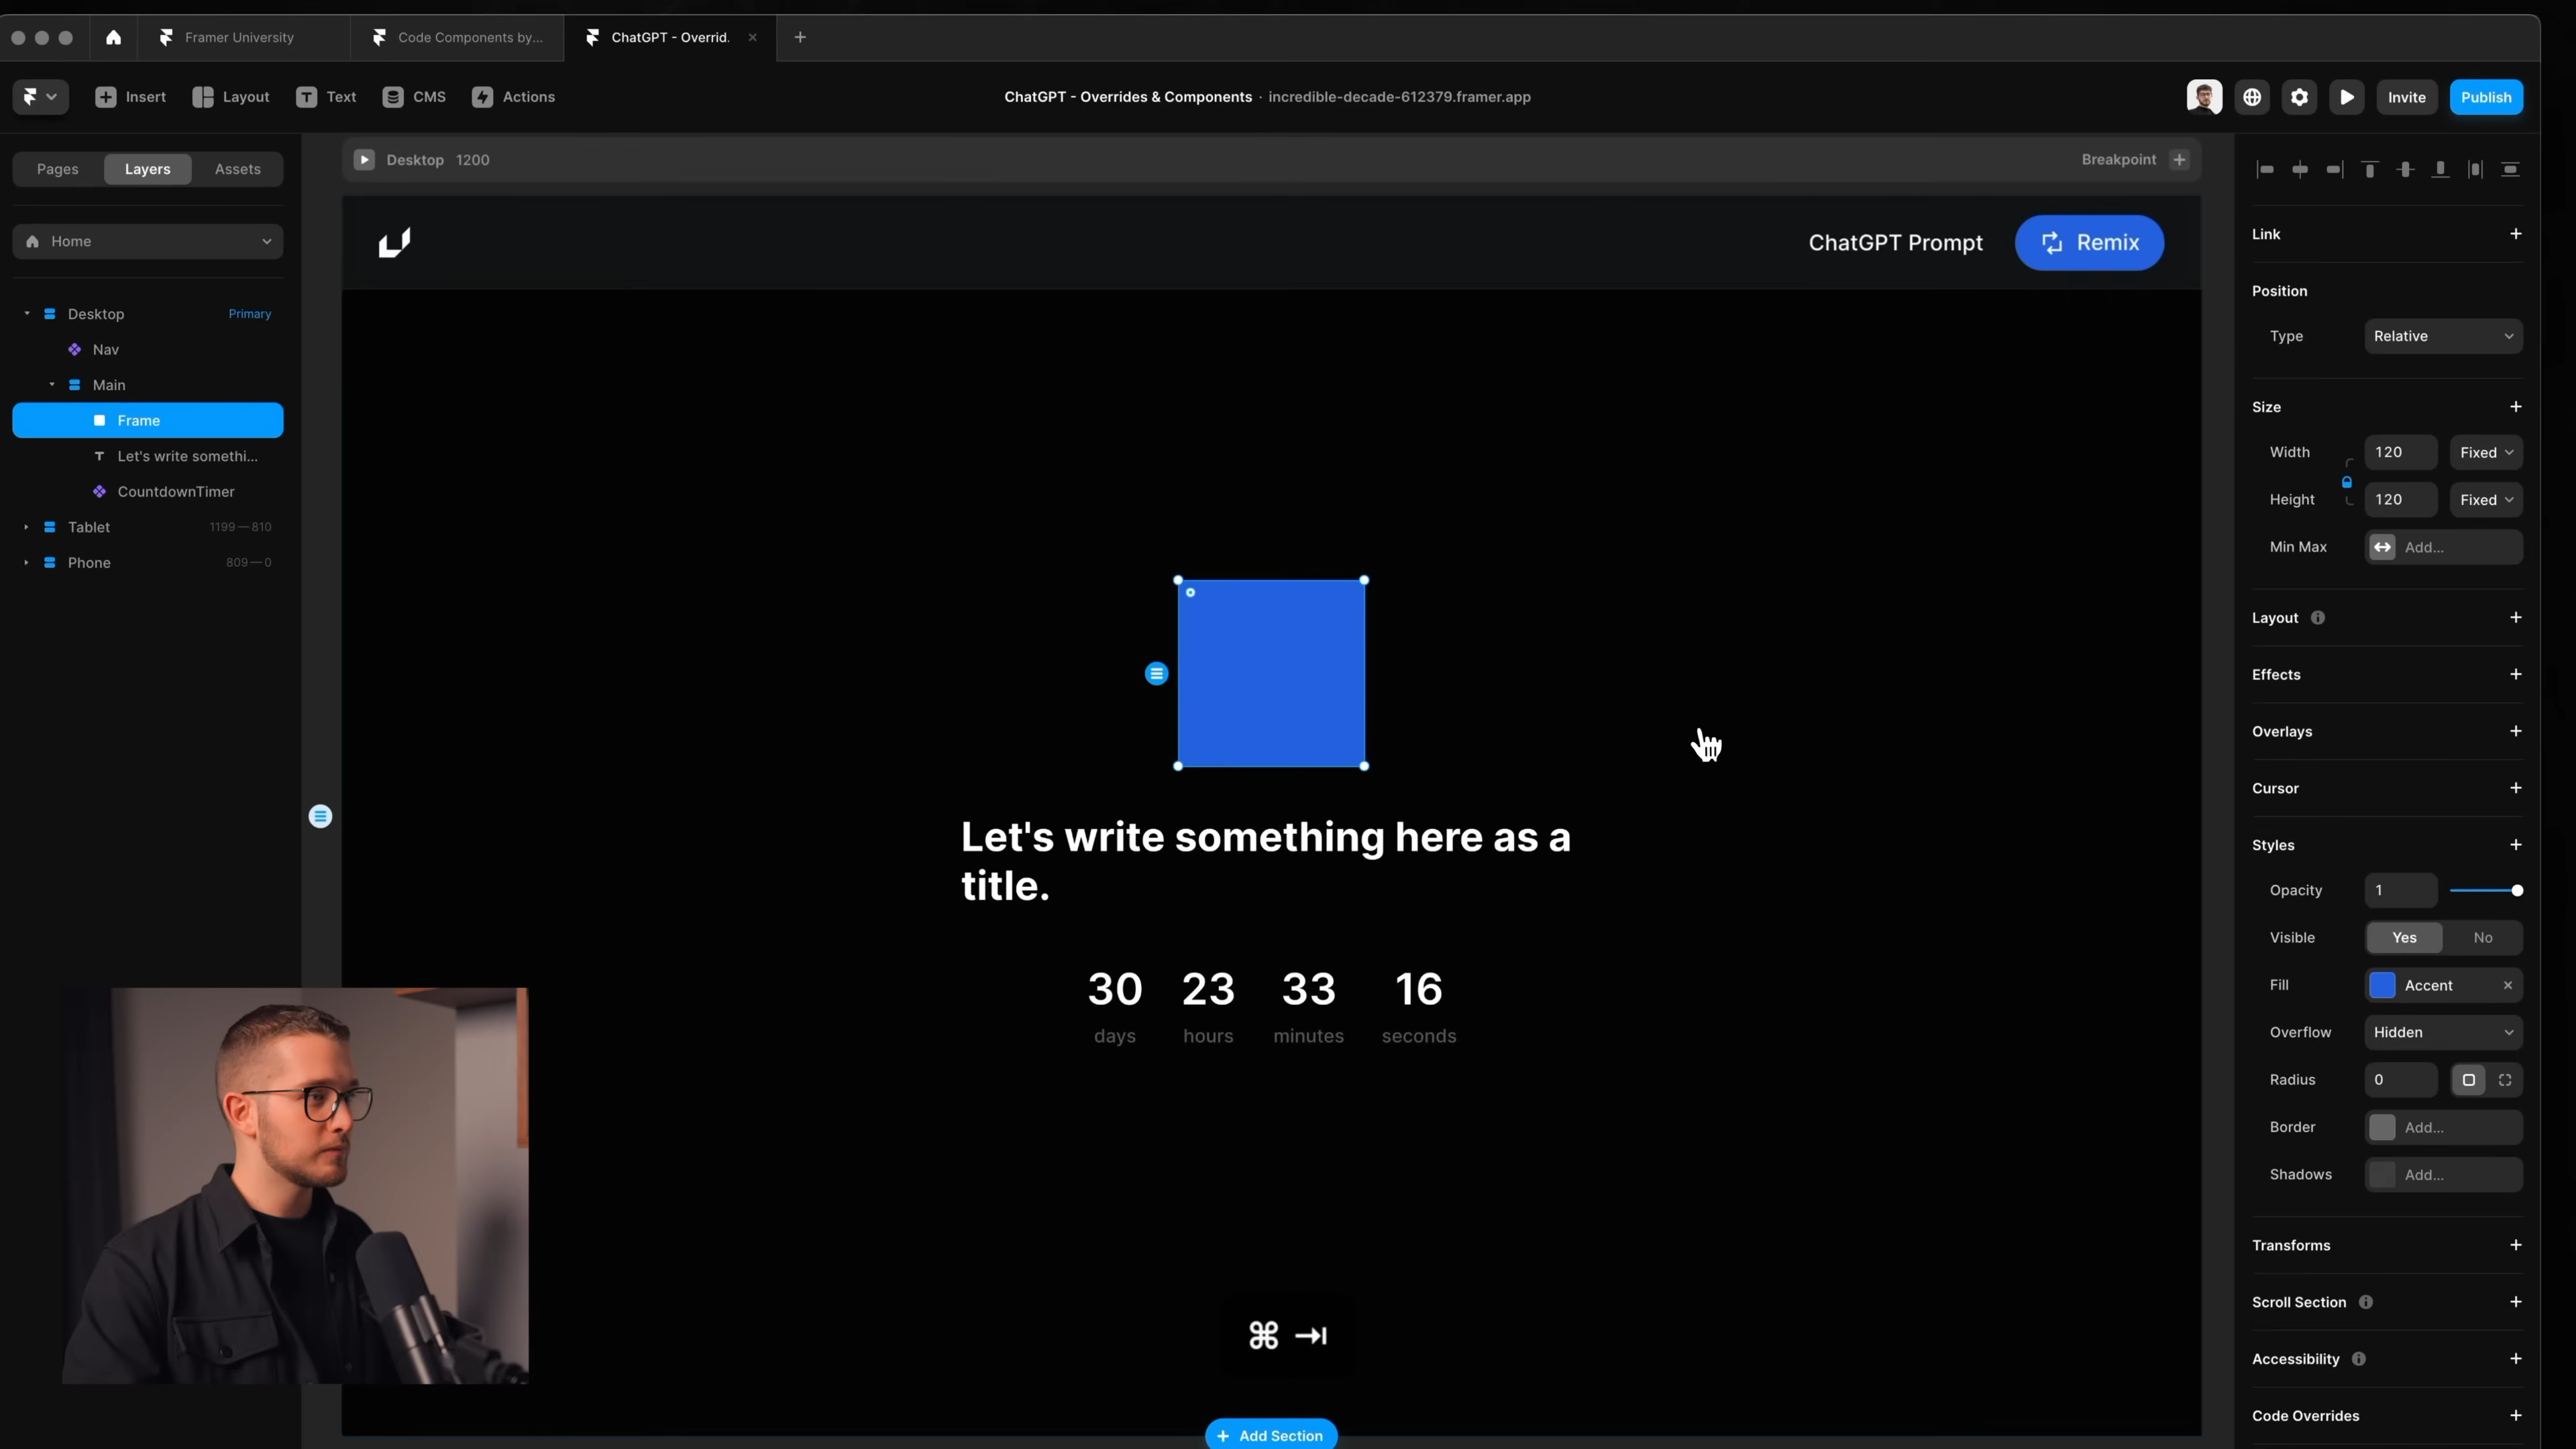 Framer University
Code Components by...
ChatGPT - Overrid.
Insert
Layout
Text
CMS
Actions
ChatGPT - Overrides & Components · incredible-decade-612379.framer.app
Invite
Publish
Pages
Layers
Assets
Home
Desktop
Primary
Nav
Main
Frame
Let's write somethi...
CountdownTimer
Tablet
1199 — 810
Phone
809 — 0
Desktop 1200
Breakpoint
ChatGPT Prompt
Remix
Let's write something here as a
title.
30 23 33 16
days hours minutes seconds
⌘ ⇥
Add Section
Link
Position
Type Relative
Size
Width 120 Fixed
Height 120 Fixed
Min Max Add...
Layout
Effects
Overlays
Cursor
Styles
Opacity 1
Visible Yes No
Fill Accent
Overflow Hidden
Radius 0
Border Add...
Shadows Add...
Transforms
Scroll Section
Accessibility
Code Overrides